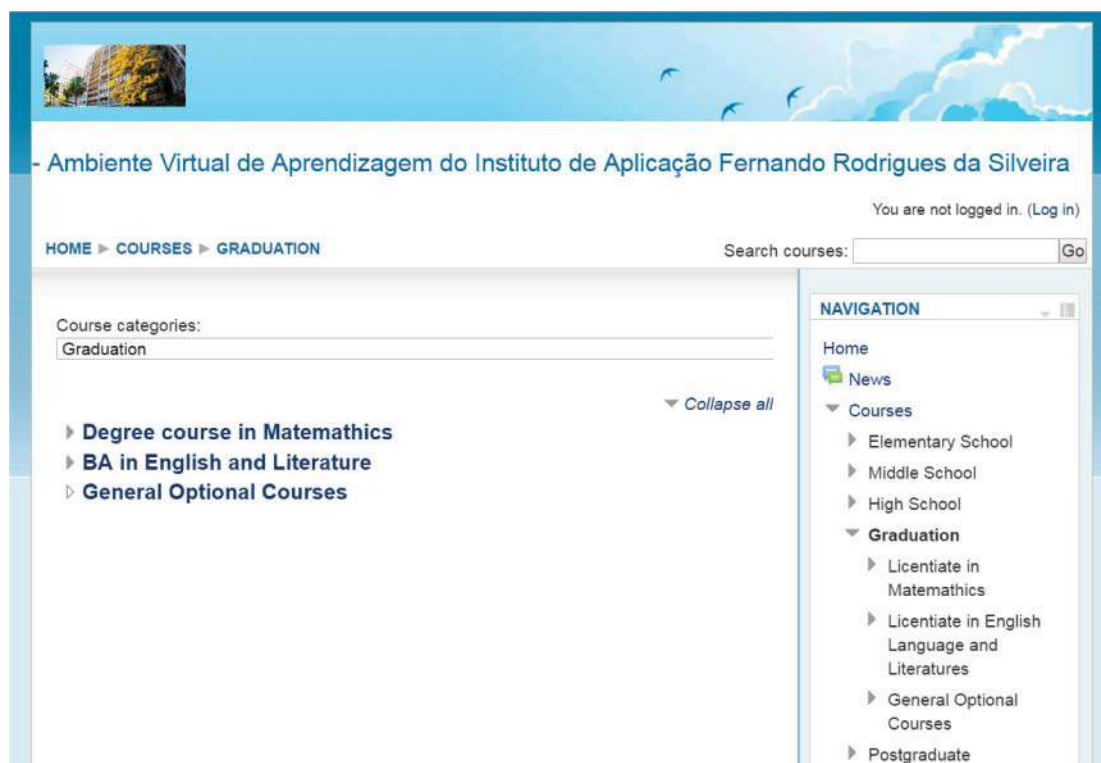 - Ambiente Virtual de Aprendizagem do Instituto de Aplicação Fernando Rodrigues da Silveira
You are not logged in. (Log in)
HOME ▶ COURSES ▶ GRADUATION
Search courses:
Go
Course categories:
Graduation
Collapse all
Degree course in Matemathics
BA in English and Literature
General Optional Courses
NAVIGATION
Home
News
Courses
Elementary School
Middle School
High School
Graduation
Licentiate in
Matemathics
Licentiate in English
Language and
Literatures
General Optional
Courses
Postgraduate